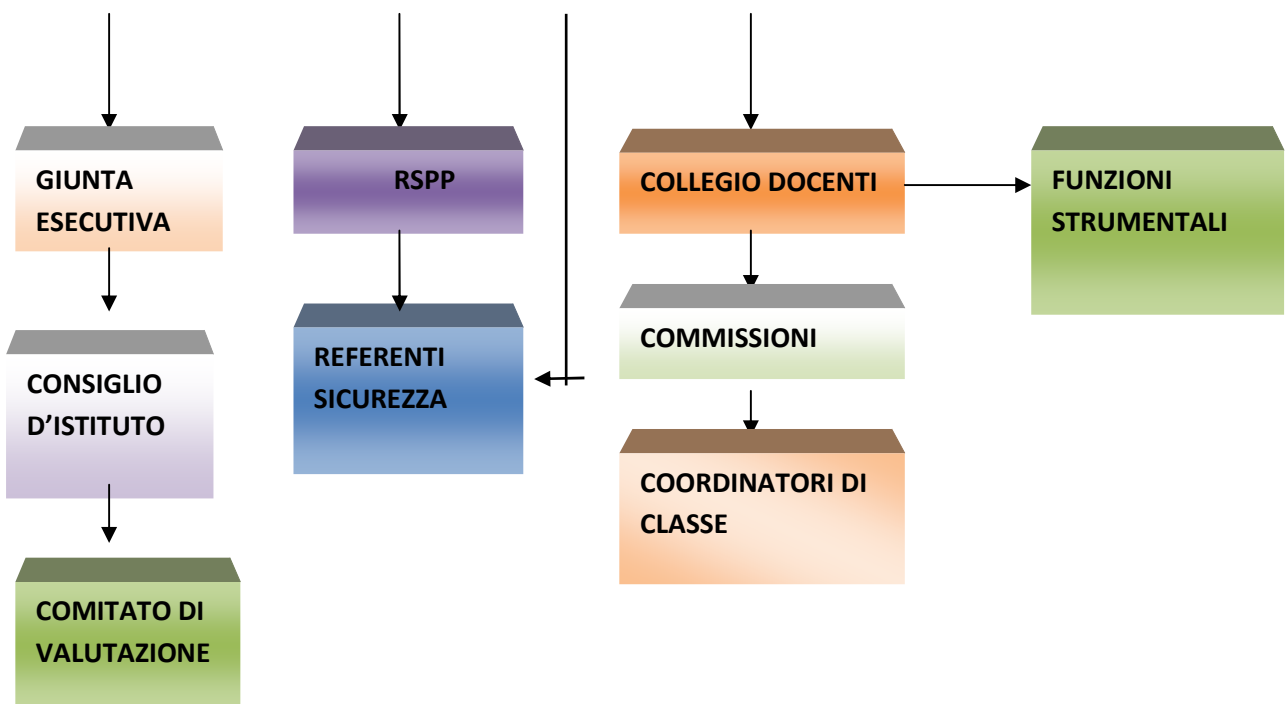 GIUNTA
ESECUTIVA
RSPP
COLLEGIO DOCENTI
FUNZIONI
STRUMENTALI
CONSIGLIO
D’ISTITUTO
REFERENTI
SICUREZZA
COMMISSIONI
COORDINATORI DI
CLASSE
COMITATO DI
VALUTAZIONE